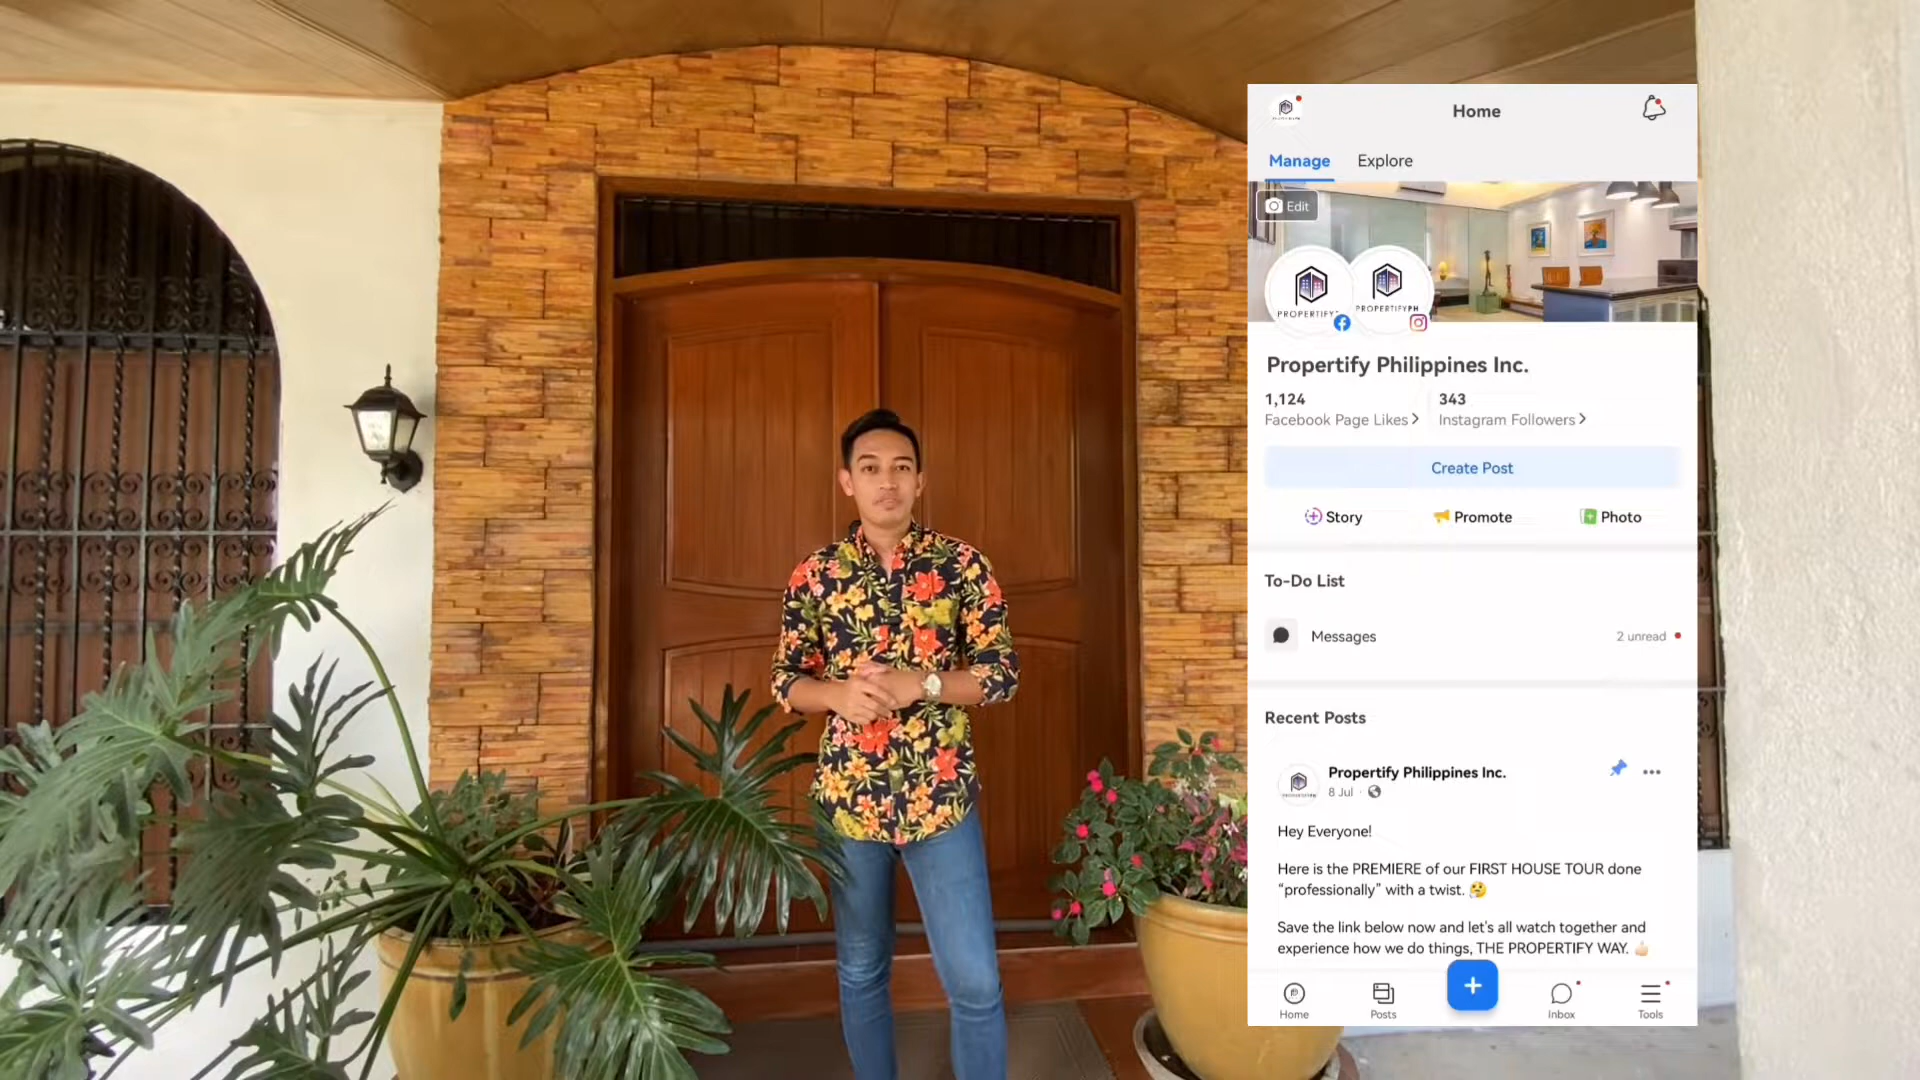 Home
Manage Explore
Edit
PROPERTIFY
PROPERTIFYPH
Propertify Philippines Inc.
1,124 343
Facebook Page Likes Instagram Followers
Create Post
Story Promote Photo
To-Do List
Messages 2 unread
Recent Posts
Propertify Philippines Inc.
8 Jul ·
Hey Everyone!
Here is the PREMIERE of our FIRST HOUSE TOUR done
“professionally” with a twist. 🤔
Save the link below now and let's all watch together and
experience how we do things, THE PROPERTIFY WAY. 👍🏻
Home Posts Inbox Tools